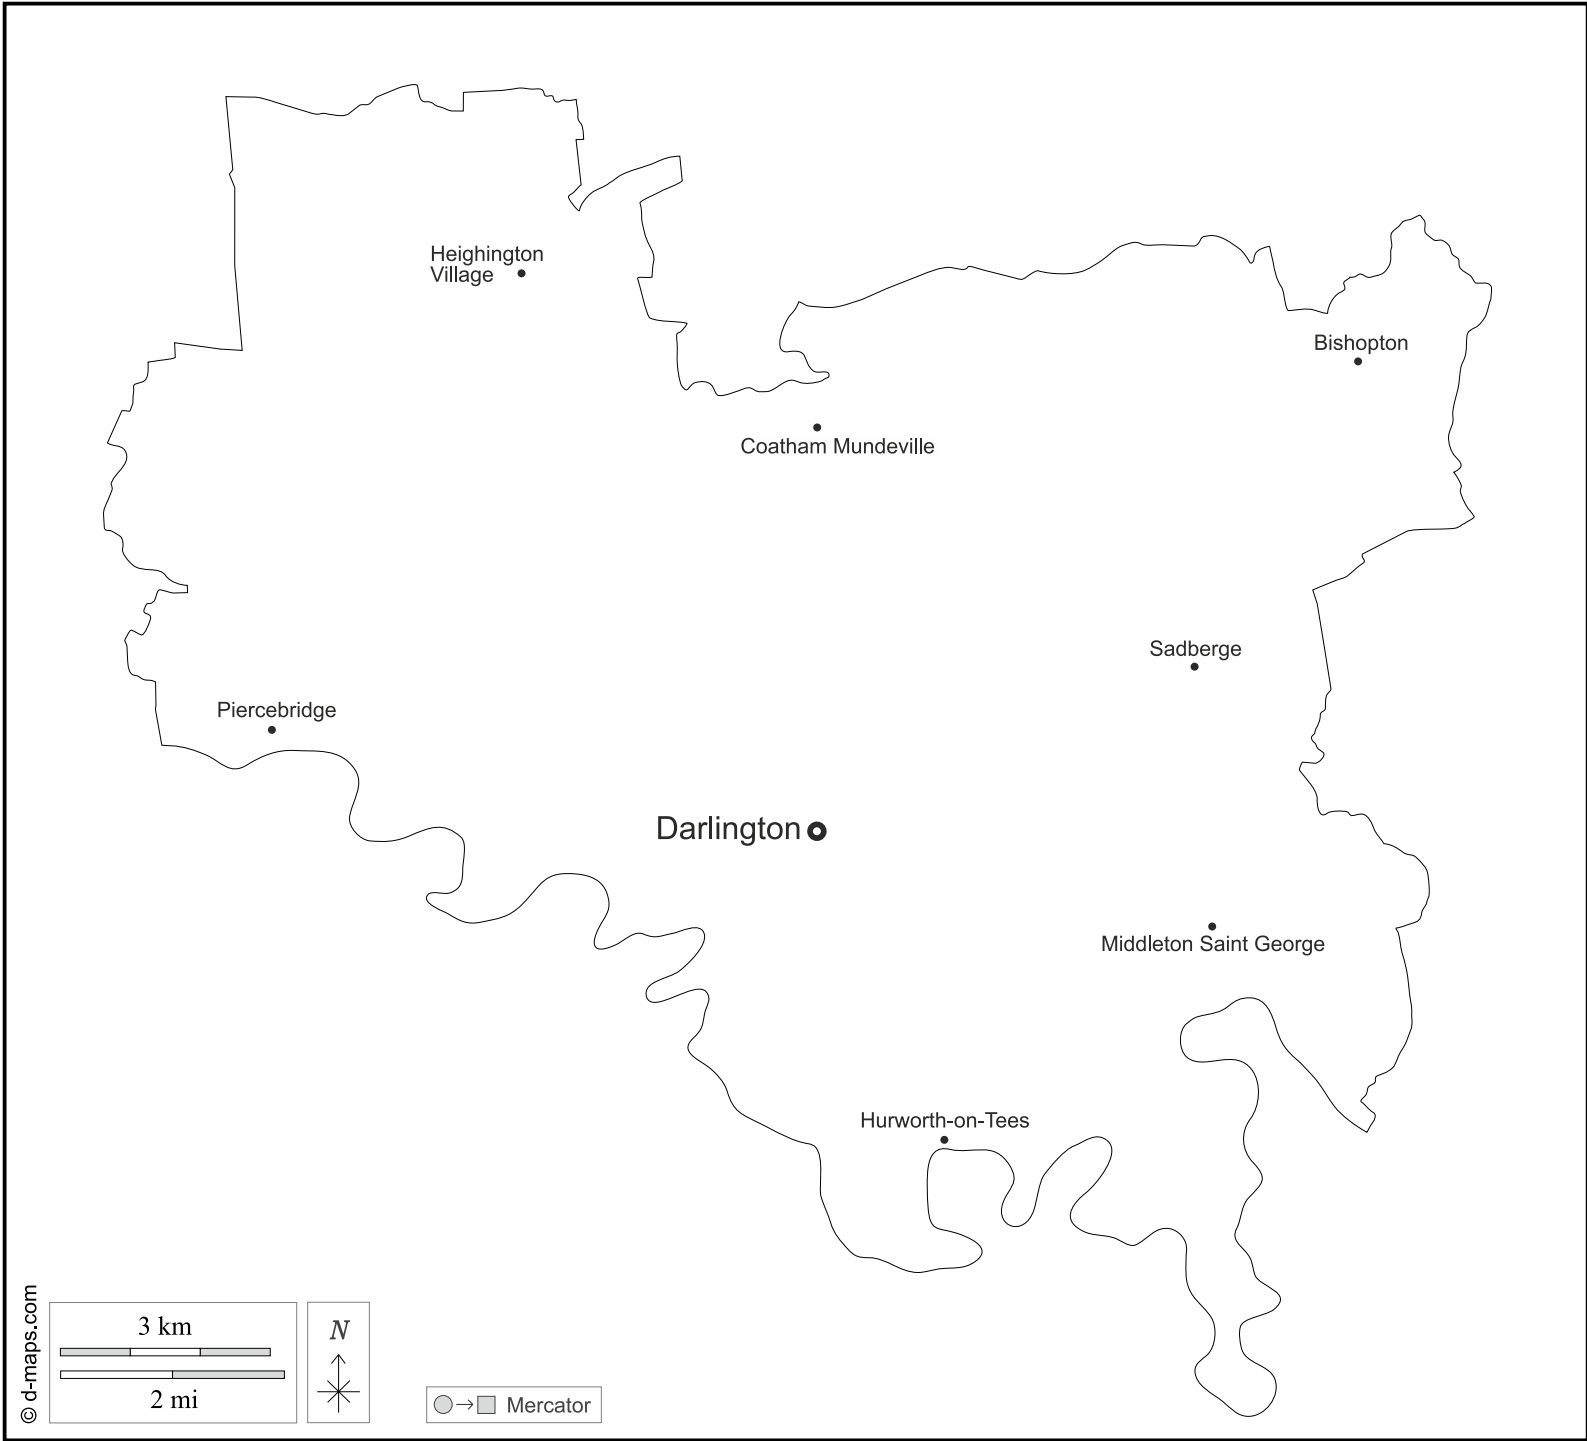 Heighington
Village
Bishopton
Coatham Mundeville
Sadberge
Piercebridge
Darlington
Middleton Saint George
Hurworth-on-Tees
© d-maps.com
3 km
2 mi
N
Mercator